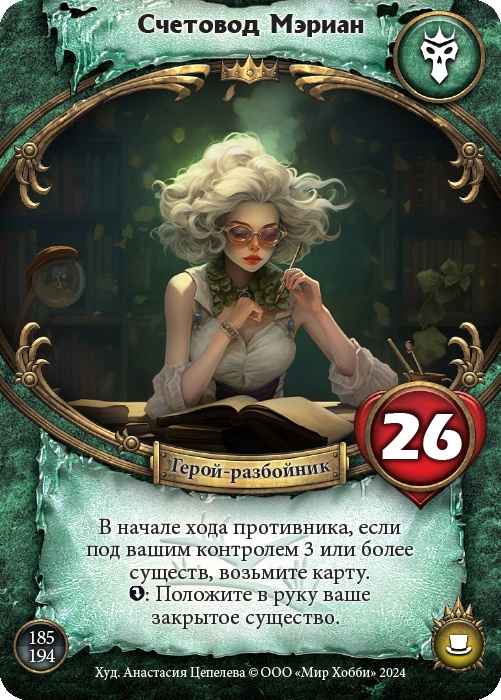 Счетовод Мэриан
26
Герой-разбойник
В начале хода противника, если
под вашим контролем 3 или более
существ, возьмите карту.
: Положите в руку ваше
закрытое существо.
185
194
Худ. Анастасия Цепелева © ООО «Мир Хобби» 2024